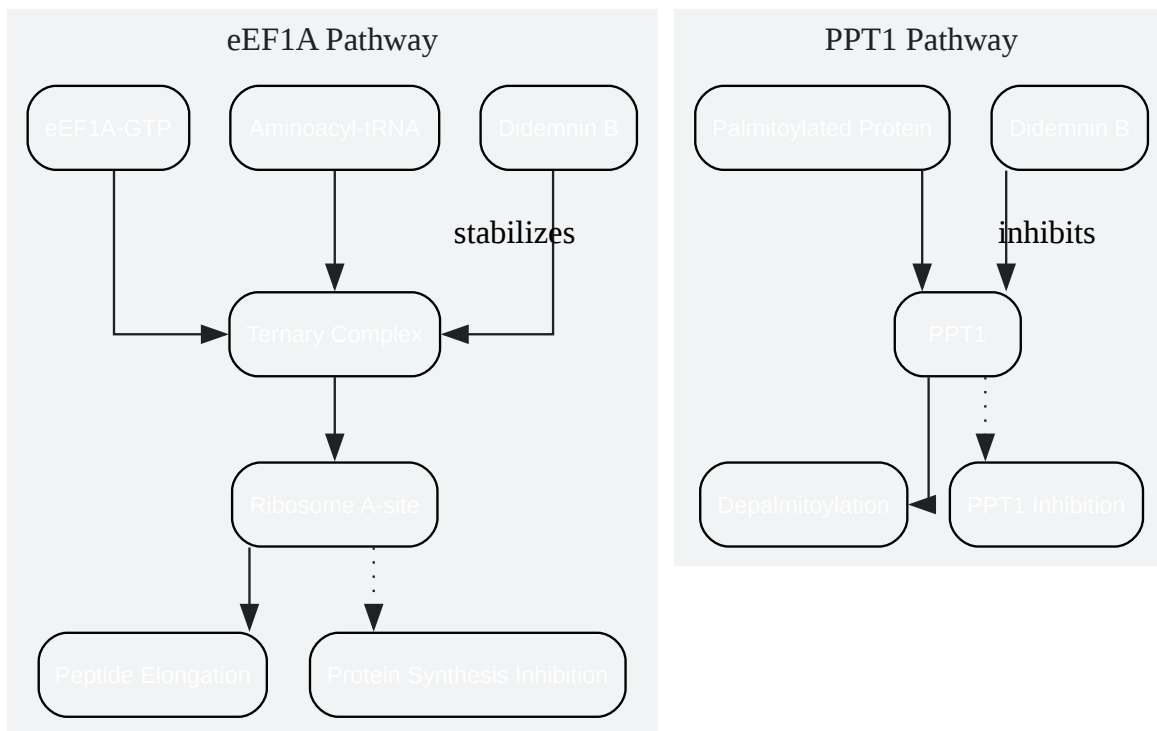 eEF1A Pathway
eEF1A-GTP
Aminoacyl-tRNA
Didemnin B
stabilizes
Ternary Complex
Ribosome A-site
Peptide Elongation
Protein Synthesis Inhibition
PPT1 Pathway
Palmitoylated Protein
Didemnin B
inhibits
PPT1
Depalmitoylation
PPT1 Inhibition